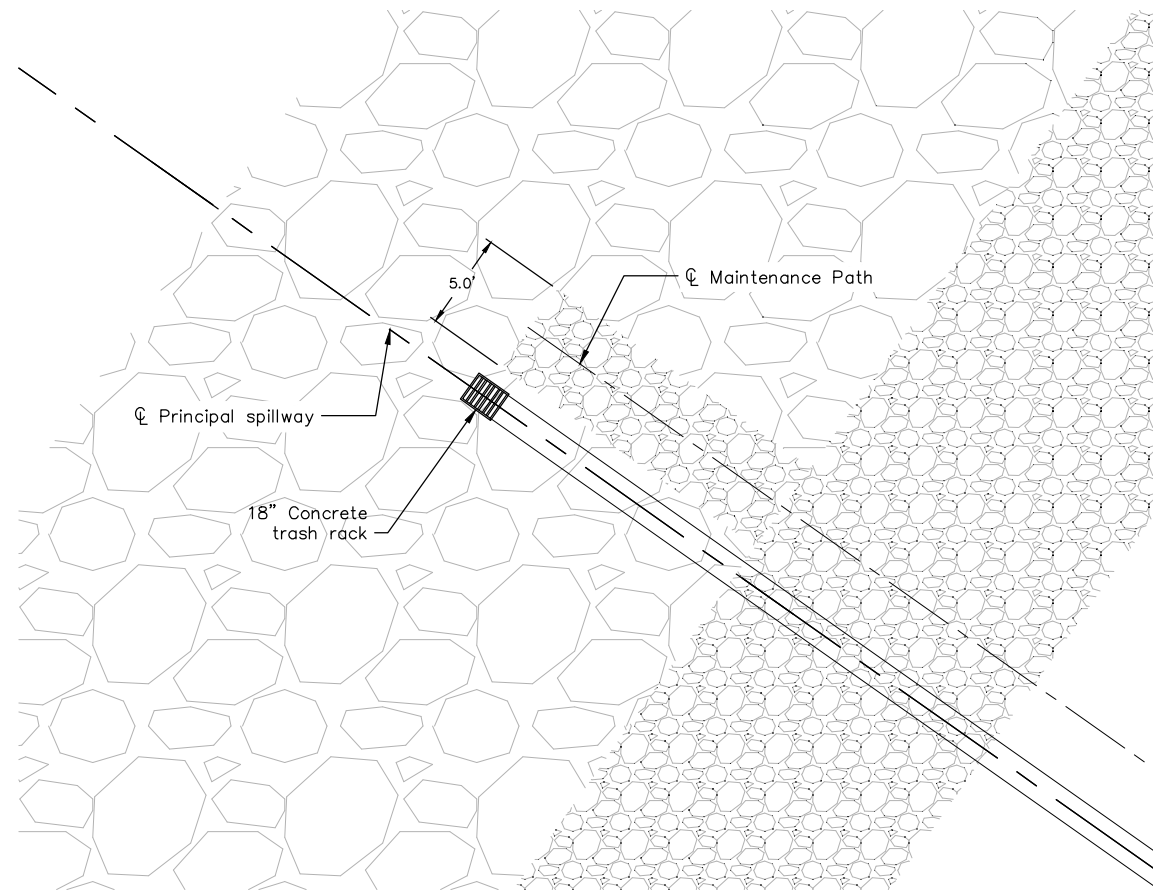 5.0'
℄ Maintenance Path
℄ Principal spillway
18" Concrete
trash rack